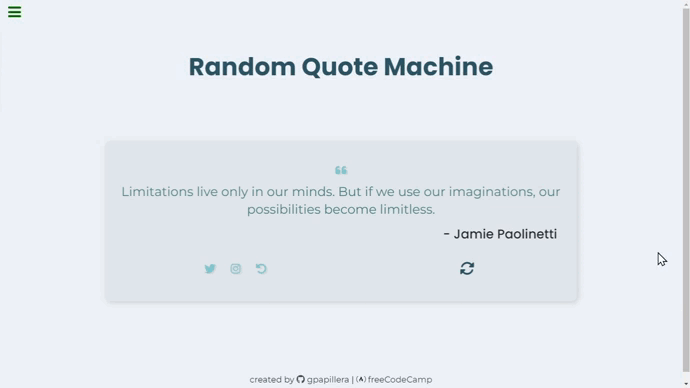 Random Quote Machine
Limitations live only in our minds. But if we use our imaginations, our
possibilities become limitless.
- Jamie Paolinetti
created by gpapillera | (A) freeCodeCamp